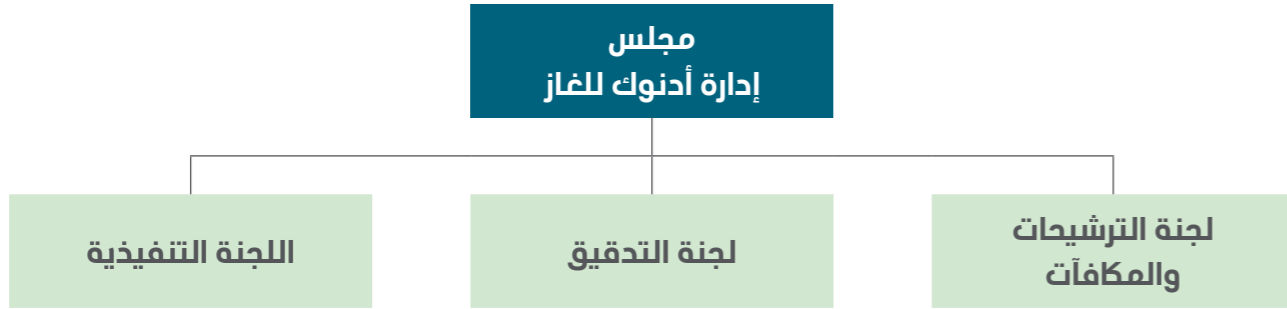 مجلس
إدارة أدنوك للغاز
لجنة الترشيحات
والمكافآت
لجنة التدقيق
اللجنة التنفيذية